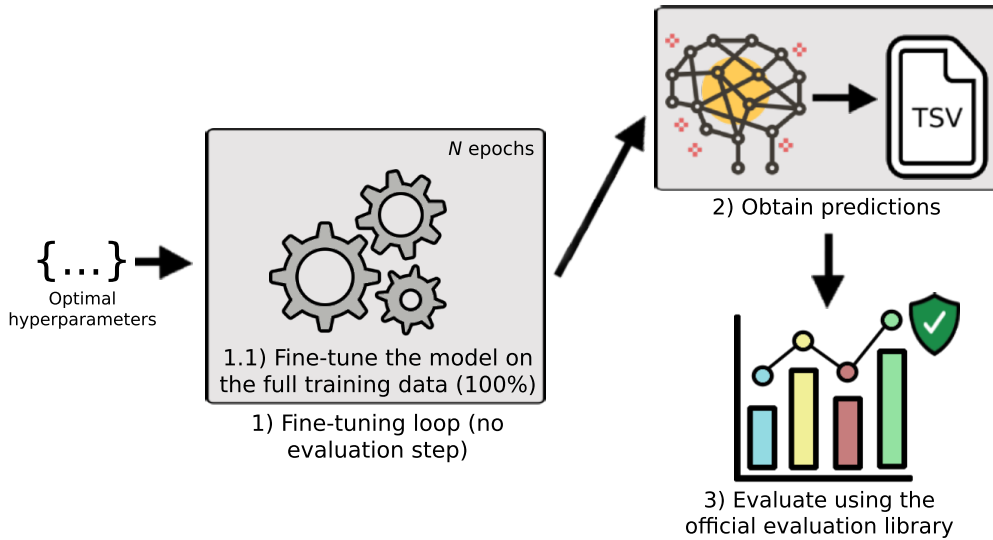 {...}
Optimal
hyperparameters
N epochs
1.1) Fine-tune the model on
the full training data (100%)
1) Fine-tuning loop (no
evaluation step)
TSV
2) Obtain predictions
3) Evaluate using the
official evaluation library